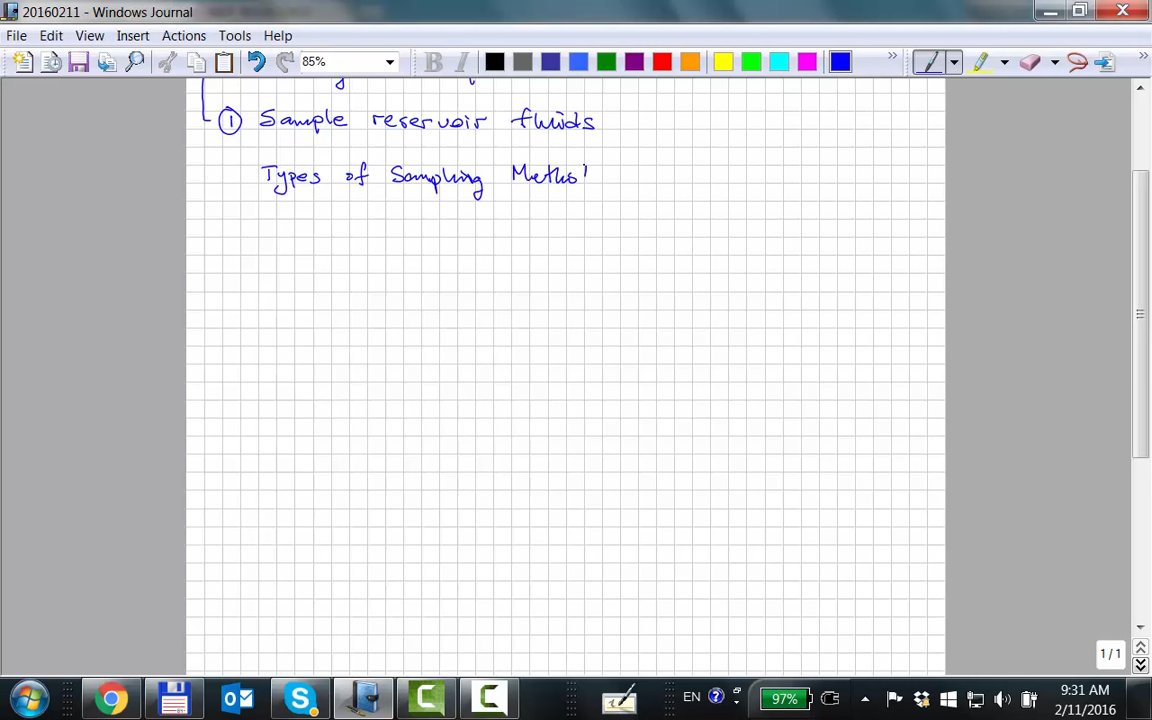 20160211 - Windows Journal
File Edit View Insert Actions Tools Help
85% B I
① Sample reservoir fluids
Types of Sampling
1 / 1
EN 97% 9:31 AM
2/11/2016